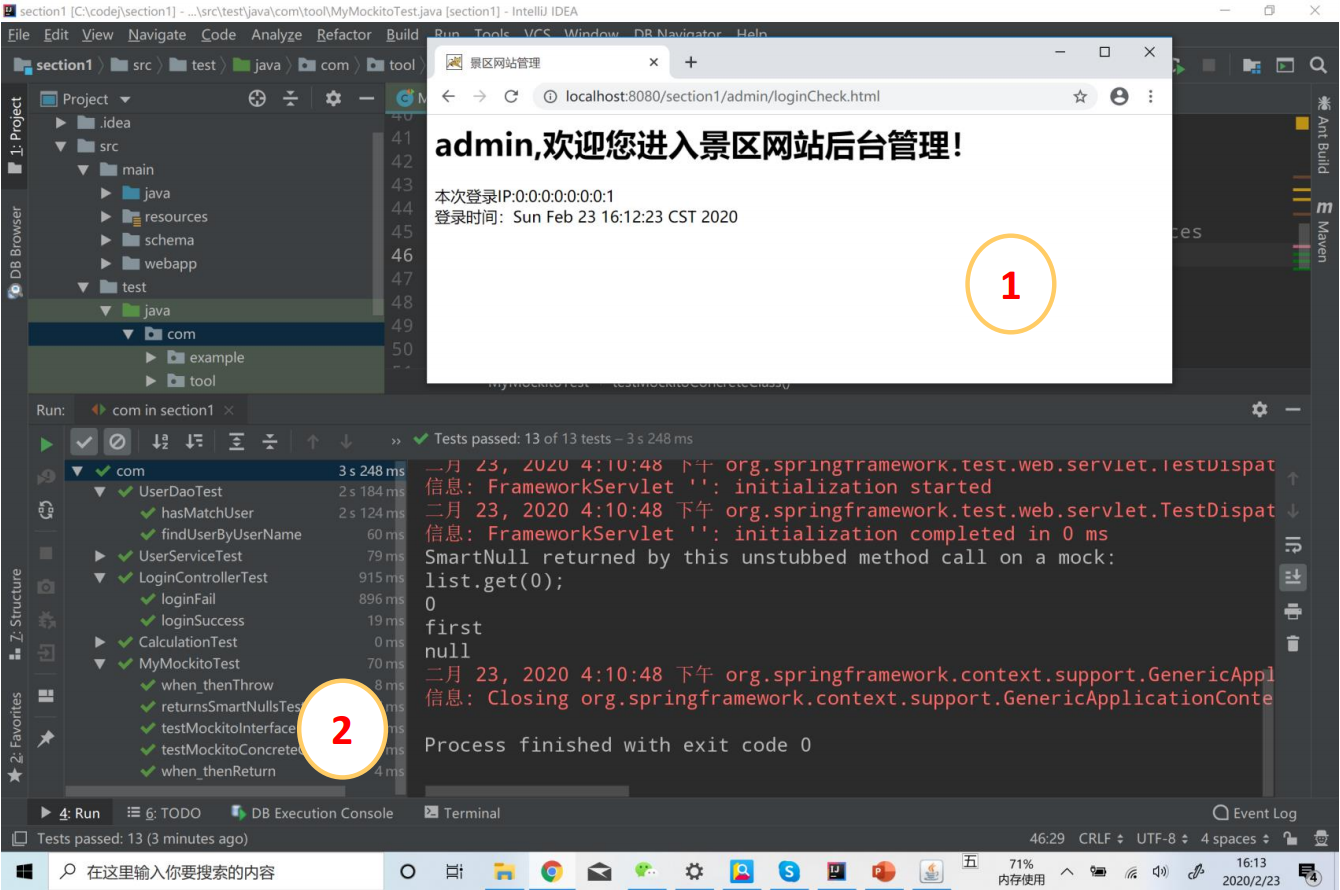 section1 [C:\codej\section1] - ...\src\test\java\com\tool\MyMockitoTest.java [section1] - IntelliJ IDEA
File Edit View Navigate Code Analyze Refactor Build Run Tools VCS Window DB Navigator Help
section1 src test java com tool
景区网站管理
localhost:8080/section1/admin/loginCheck.html
admin,欢迎您进入景区网站后台管理！
本次登录IP:0:0:0:0:0:0:0:1
登录时间：Sun Feb 23 16:12:23 CST 2020
1
1: Project
DB Browser
7: Structure
2: Favorites
Ant Build
Maven
Project
.idea
src
main
java
resources
schema
webapp
test
java
com
example
tool
40
41
42
43
44
45
46
47
48
49
50
ces
MyMockitoTest testMockitoConcreteClass()
Run: com in section1
Tests passed: 13 of 13 tests – 3 s 248 ms
com 3 s 248 ms
UserDaoTest 2 s 184 ms
hasMatchUser 2 s 124 ms
findUserByUserName 60 ms
UserServiceTest 79 ms
LoginControllerTest 915 ms
loginFail 896 ms
loginSuccess 19 ms
CalculationTest 0 ms
MyMockitoTest 70 ms
when_thenThrow 8 ms
returnsSmartNullsTes ms
testMockitoInterface ms
testMockitoConcrete ms
when_thenReturn 4 ms
2
二月 23, 2020 4:10:48 下午 org.springframework.test.web.servlet.TestDispat
信息: FrameworkServlet '': initialization started
二月 23, 2020 4:10:48 下午 org.springframework.test.web.servlet.TestDispat
信息: FrameworkServlet '': initialization completed in 0 ms
SmartNull returned by this unstubbed method call on a mock:
list.get(0);
0
first
null
二月 23, 2020 4:10:48 下午 org.springframework.context.support.GenericAppl
信息: Closing org.springframework.context.support.GenericApplicationConte
Process finished with exit code 0
4: Run 6: TODO DB Execution Console Terminal Event Log
Tests passed: 13 (3 minutes ago) 46:29 CRLF UTF-8 4 spaces
在这里输入你要搜索的内容
五
71%
内存使用
16:13
2020/2/23
4